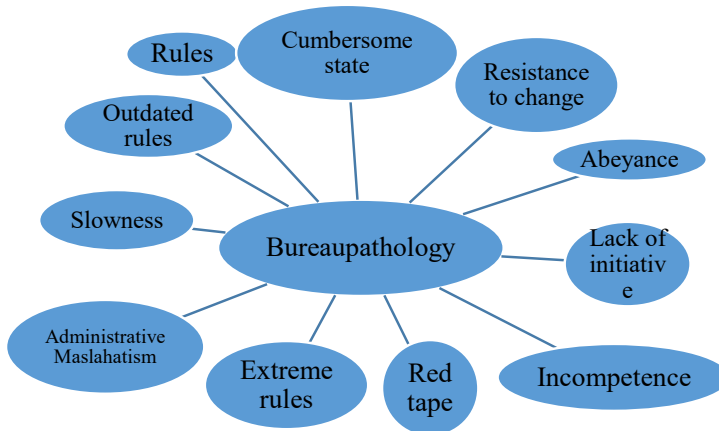 Rules
Cumbersome
state
Resistance
to change
Outdated
rules
Abeyance
Slowness
Bureaupathology
Lack of
initiativ
e
Administrative
Maslahatism
Extreme
rules
Red
tape
Incompetence